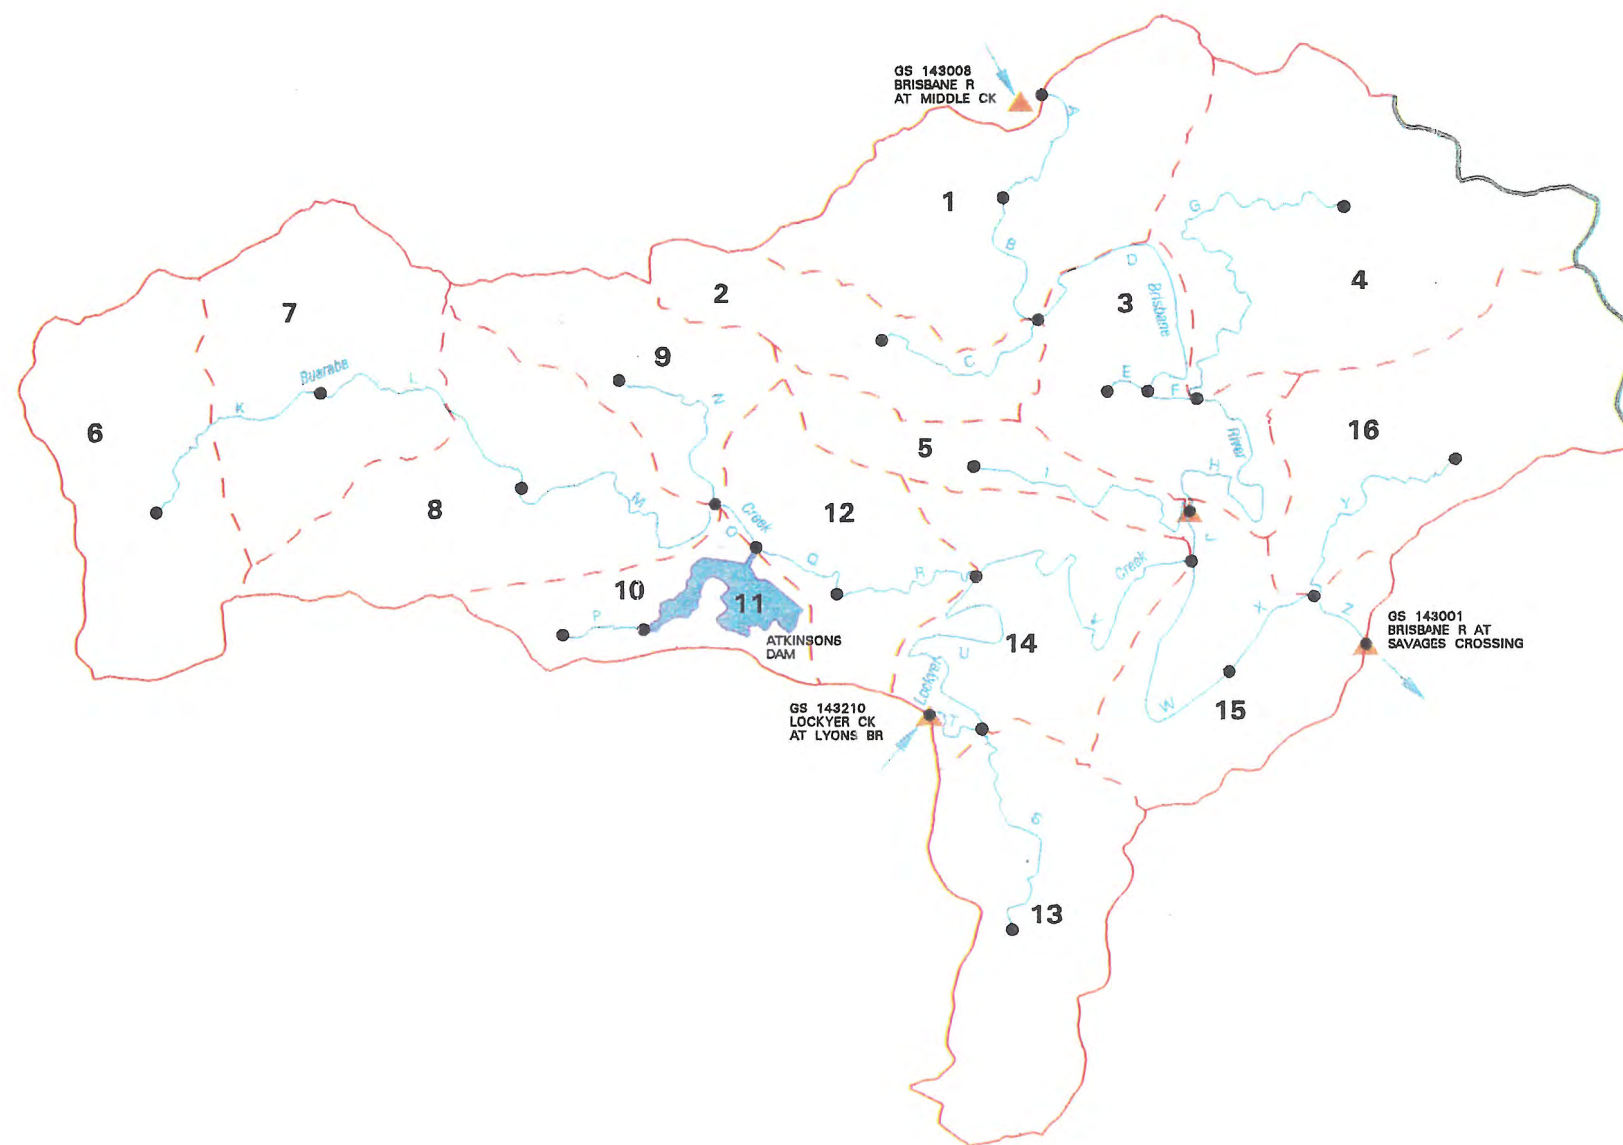 GS 143008
BRISBANE R
AT MIDDLE CK
A
1
G
B
D
2
3
4
Brisbane
7
9
C
Buaraba
L
E
F
K
Z
16
6
River
5
H
I
Y
8
M
12
Creek
O
Q
R
Creek
10
11
P
X
Z
GS 143001
BRISBANE R AT
SAVAGES CROSSING
ATKINSONS
DAM
14
U
Lockyer
W
15
GS 143210
LOCKYER CK
AT LYONS BR
T
S
13